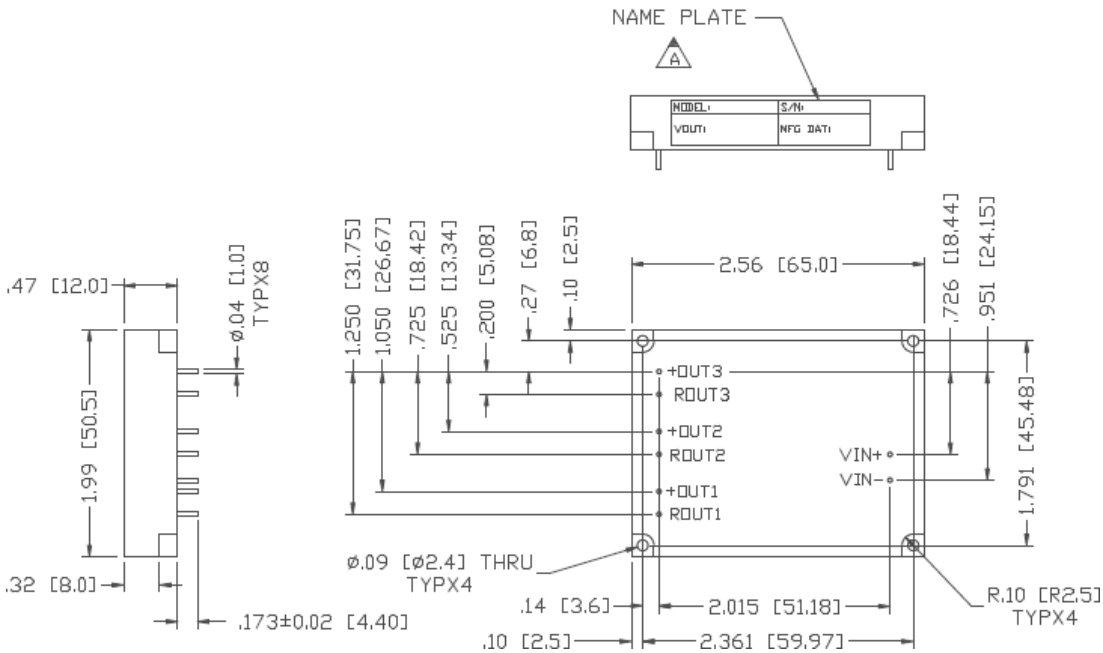 NAME PLATE
A
MODEL: S/N:
VOUT: NFG DAT:
.47 [12.0]
ø.04 [1.0]
TYPX8
1.250 [31.75]
1.050 [26.67]
.725 [18.42]
.525 [13.34]
.200 [5.08]
.27 [6.8]
.10 [2.5]
2.56 [65.0]
.726 [18.44]
.951 [24.15]
+OUT3
ROUT3
+OUT2
ROUT2
+OUT1
ROUT1
VIN+
VIN-
1.99 [50.5]
1.791 [45.48]
.32 [8.0]
.173±0.02 [4.40]
ø.09 [ø2.4] THRU
TYPX4
.14 [3.6]
2.015 [51.18]
R.10 [R2.5]
TYPX4
.10 [2.5]
2.361 [59.97]